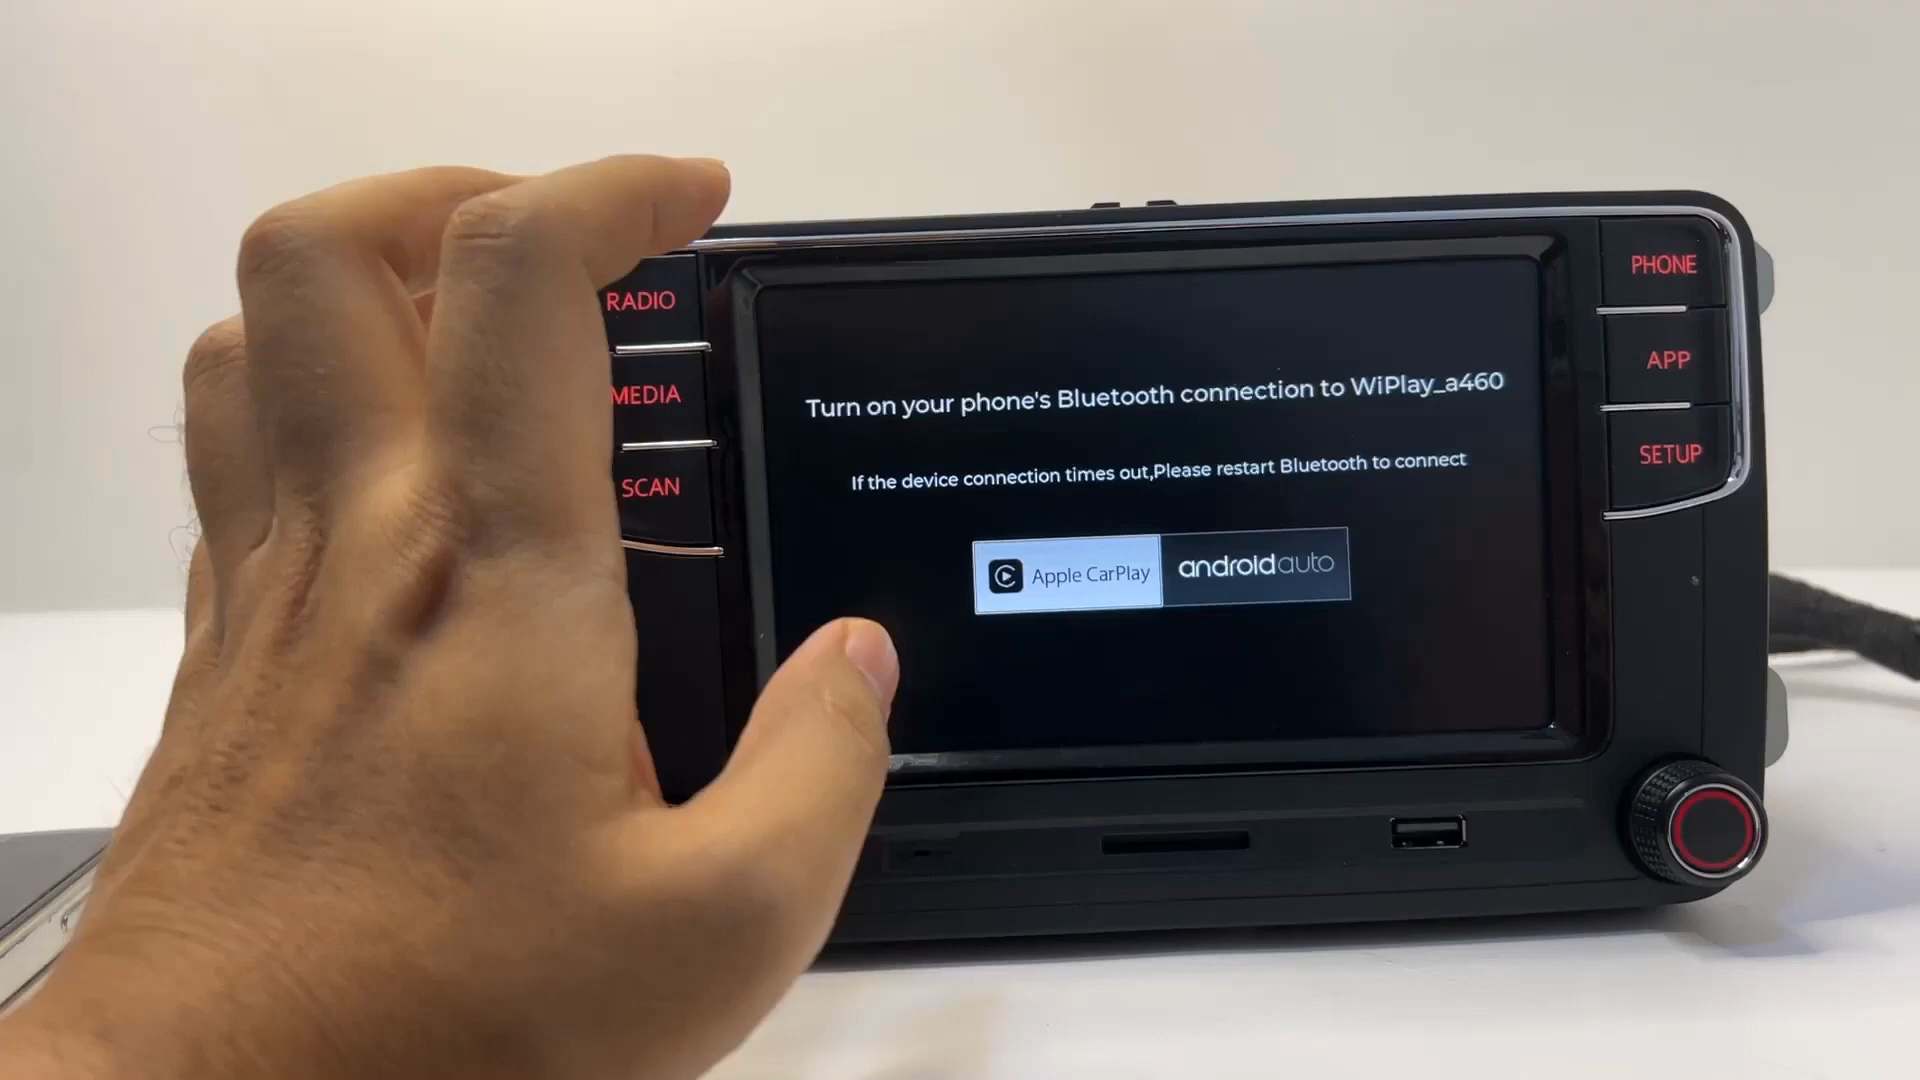 RADIO
MEDIA
SCAN
Turn on your phone's Bluetooth connection to WiPlay_a460
If the device connection times out,Please restart Bluetooth to connect
Apple CarPlay
androidauto
PHONE
APP
SETUP